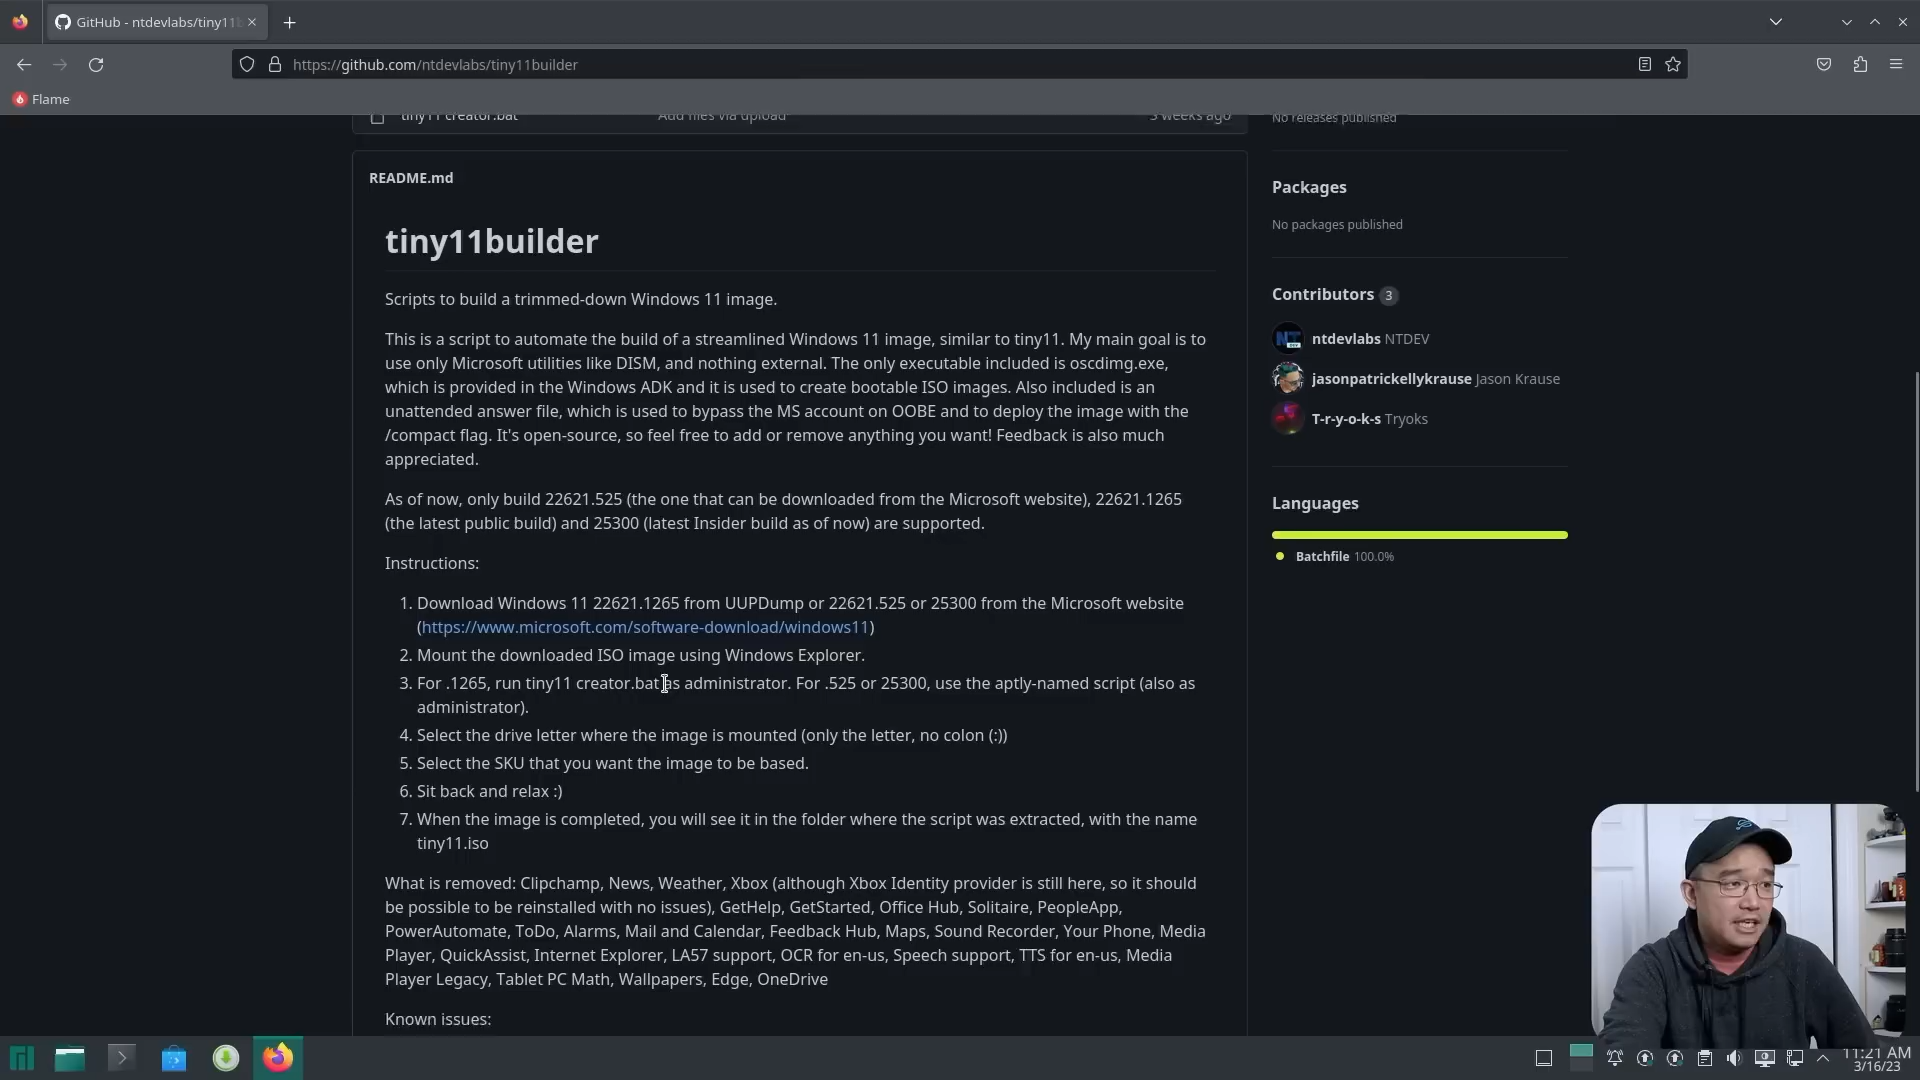 GitHub - ntdevlabs/tiny11b
https://github.com/ntdevlabs/tiny11builder
Flame
tiny11 creator.bat
Add files via upload
3 weeks ago
No releases published
README.md
tiny11builder
Scripts to build a trimmed-down Windows 11 image.
This is a script to automate the build of a streamlined Windows 11 image, similar to tiny11. My main goal is to
use only Microsoft utilities like DISM, and nothing external. The only executable included is oscdimg.exe,
which is provided in the Windows ADK and it is used to create bootable ISO images. Also included is an
unattended answer file, which is used to bypass the MS account on OOBE and to deploy the image with the
/compact flag. It's open-source, so feel free to add or remove anything you want! Feedback is also much
appreciated.
As of now, only build 22621.525 (the one that can be downloaded from the Microsoft website), 22621.1265
(the latest public build) and 25300 (latest Insider build as of now) are supported.
Instructions:
1. Download Windows 11 22621.1265 from UUPDump or 22621.525 or 25300 from the Microsoft website
(https://www.microsoft.com/software-download/windows11)
2. Mount the downloaded ISO image using Windows Explorer.
3. For .1265, run tiny11 creator.bat as administrator. For .525 or 25300, use the aptly-named script (also as
administrator).
4. Select the drive letter where the image is mounted (only the letter, no colon (:))
5. Select the SKU that you want the image to be based.
6. Sit back and relax :)
7. When the image is completed, you will see it in the folder where the script was extracted, with the name
tiny11.iso
What is removed: Clipchamp, News, Weather, Xbox (although Xbox Identity provider is still here, so it should
be possible to be reinstalled with no issues), GetHelp, GetStarted, Office Hub, Solitaire, PeopleApp,
PowerAutomate, ToDo, Alarms, Mail and Calendar, Feedback Hub, Maps, Sound Recorder, Your Phone, Media
Player, QuickAssist, Internet Explorer, LA57 support, OCR for en-us, Speech support, TTS for en-us, Media
Player Legacy, Tablet PC Math, Wallpapers, Edge, OneDrive
Known issues:
Packages
No packages published
Contributors 3
ntdevlabs NTDEV
jasonpatrickellykrause Jason Krause
T-r-y-o-k-s Tryoks
Languages
Batchfile 100.0%
11:21 AM
3/16/23